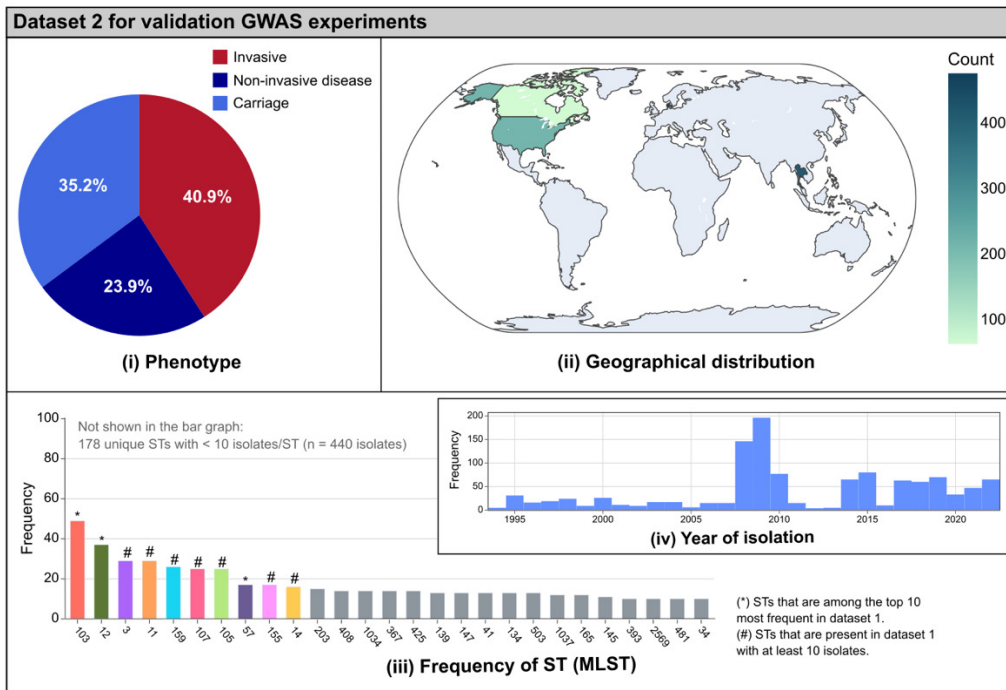 Dataset 2 for validation GWAS experiments
Invasive
Non-invasive disease
Carriage
35.2%
40.9%
23.9%
(i) Phenotype
Count
400
300
200
100
(ii) Geographical distribution
100
80
60
40
20
0
Frequency
Not shown in the bar graph:
178 unique STs with < 10 isolates/ST (n = 440 isolates)
* * # # # # # * # #
103 12 3 11 159 107 105 57 156 14 203 408 1034 367 425 139 147 41 134 503 1037 165 145 393 2569 481 34
(iii) Frequency of ST (MLST)
200
150
100
50
0
Frequency
1995 2000 2005 2010 2015 2020
(iv) Year of isolation
(*) STs that are among the top 10
most frequent in dataset 1.
(#) STs that are present in dataset 1
with at least 10 isolates.